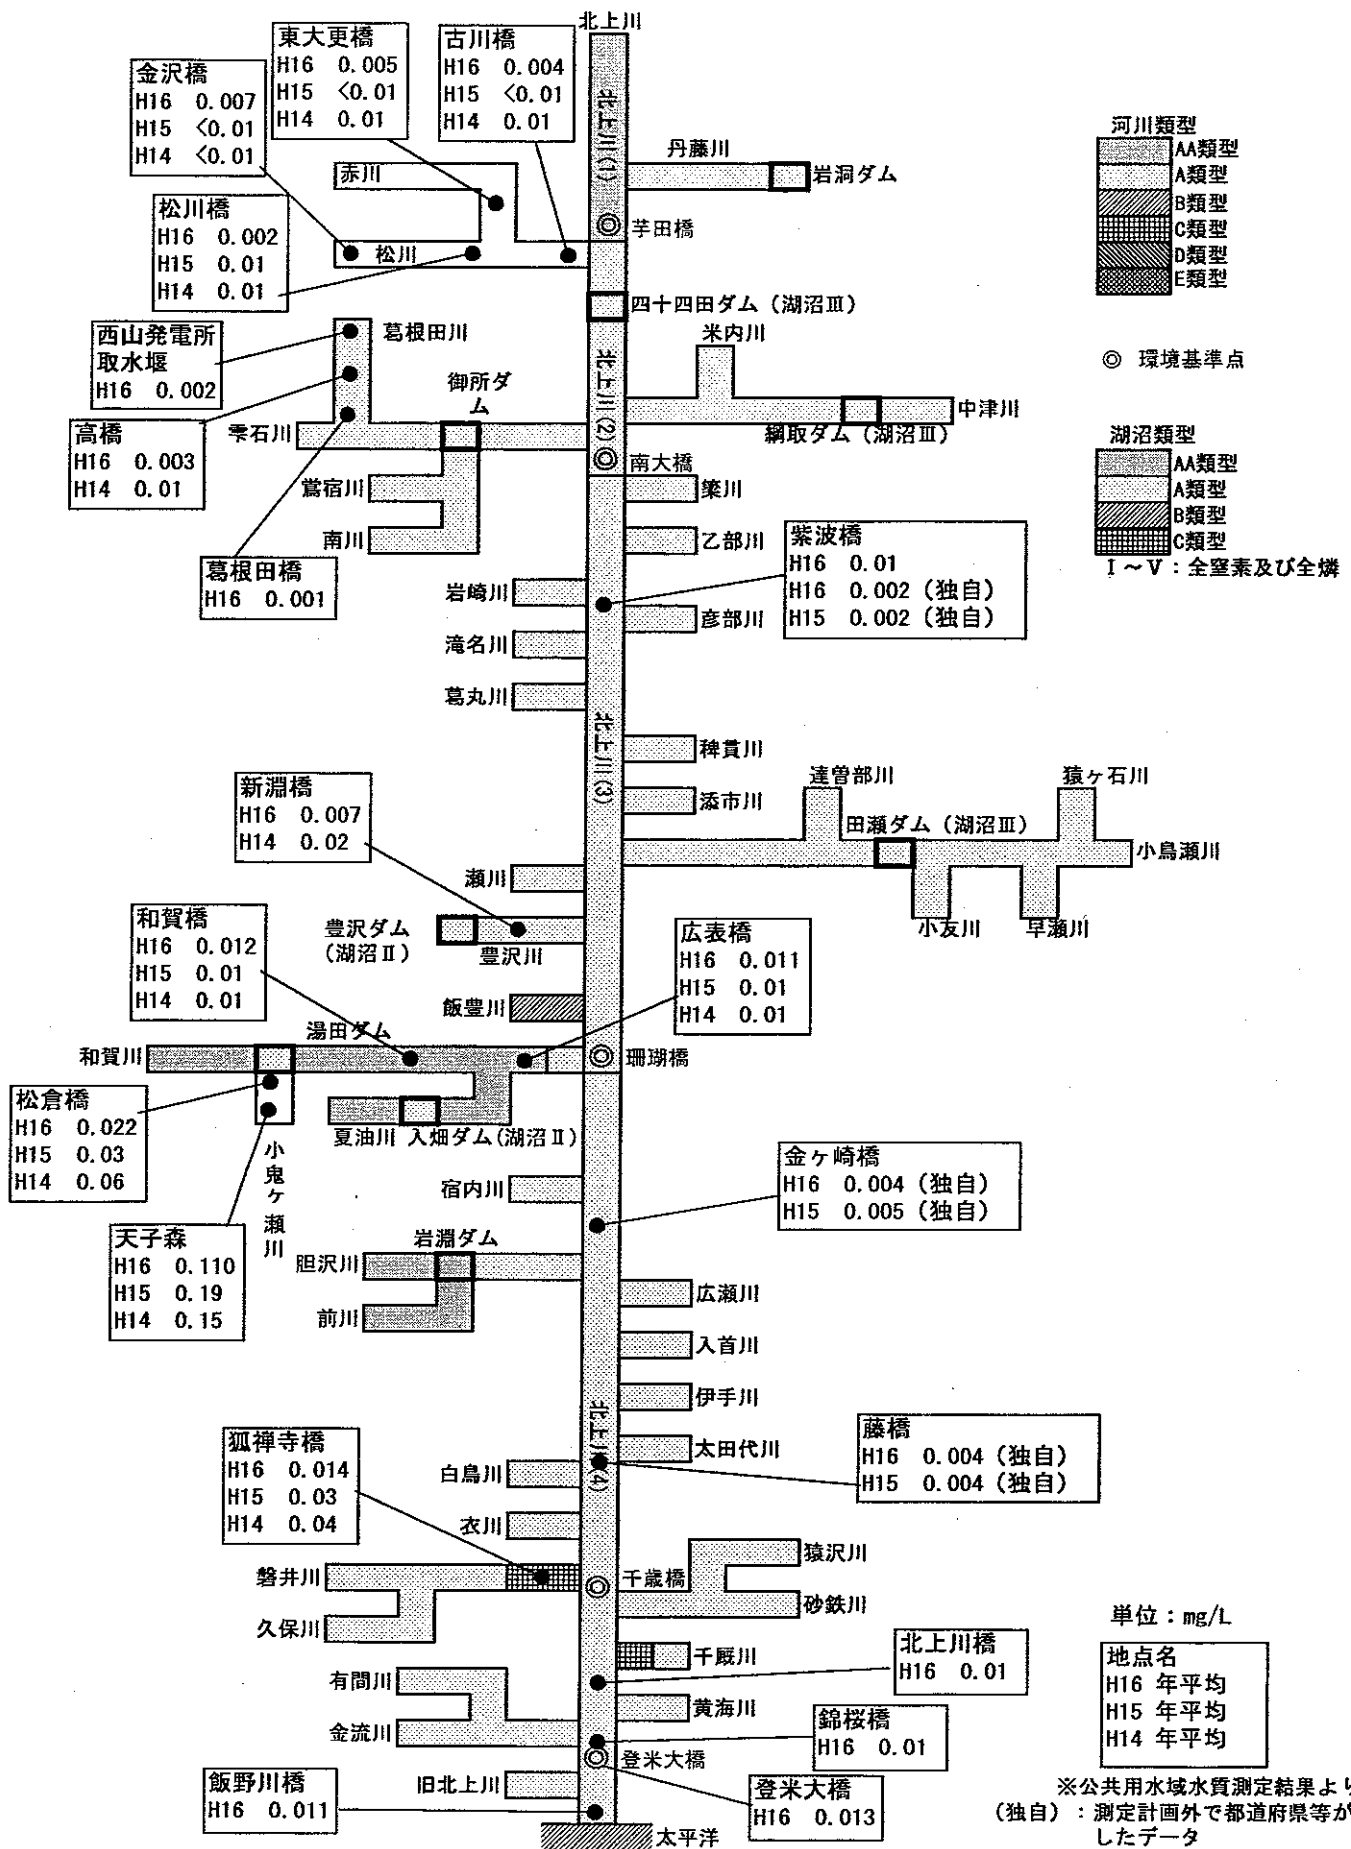 北上川
東大更橋
H16 0.005
H15 <0.01
H14 0.01
古川橋
H16 0.004
H15 <0.01
H14 0.01
金沢橋
H16 0.007
H15 <0.01
H14 <0.01
北上川(1)
丹藤川
岩洞ダム
赤川
松川橋
H16 0.002
H15 0.01
H14 0.01
芋田橋
松川
河川類型
AA類型
A類型
B類型
C類型
D類型
E類型
四十四田ダム（湖沼Ⅲ）
西山発電所
取水堰
H16 0.002
葛根田川
米内川
◎ 環境基準点
北上川(2)
御所ダ
ム
中津川
綱取ダム（湖沼Ⅲ）
雫石川
高橋
H16 0.003
H14 0.01
南大橋
湖沼類型
AA類型
A類型
B類型
C類型
Ⅰ～Ⅴ：全窒素及び全燐
鴬宿川
簗川
南川
乙部川
葛根田橋
H16 0.001
紫波橋
H16 0.01
H16 0.002（独自）
H15 0.002（独自）
岩崎川
彦部川
滝名川
葛丸川
北上川(3)
稗貫川
添市川
達曽部川
猿ヶ石川
田瀬ダム（湖沼Ⅲ）
小烏瀬川
小友川
早瀬川
新淵橋
H16 0.007
H14 0.02
瀬川
豊沢ダム
（湖沼Ⅱ）
豊沢川
和賀橋
H16 0.012
H15 0.01
H14 0.01
広表橋
H16 0.011
H15 0.01
H14 0.01
飯豊川
湯田ダム
和賀川
珊瑚橋
松倉橋
H16 0.022
H15 0.03
H14 0.06
夏油川
入畑ダム(湖沼Ⅱ)
小鬼ヶ瀬川
宿内川
金ヶ崎橋
H16 0.004（独自）
H15 0.005（独自）
天子森
H16 0.110
H15 0.19
H14 0.15
岩淵ダム
胆沢川
前川
広瀬川
入首川
伊手川
太田代川
北上川(4)
藤橋
H16 0.004（独自）
H15 0.004（独自）
狐禅寺橋
H16 0.014
H15 0.03
H14 0.04
白鳥川
衣川
磐井川
久保川
千歳橋
猿沢川
砂鉄川
千厩川
北上川橋
H16 0.01
有間川
金流川
黄海川
錦桜橋
H16 0.01
登米大橋
旧北上川
登米大橋
H16 0.013
飯野川橋
H16 0.011
太平洋
単位：mg/L
地点名
H16 年平均
H15 年平均
H14 年平均
※公共用水域水質測定結果より
（独自）：測定計画外で都道府県等が
したデータ